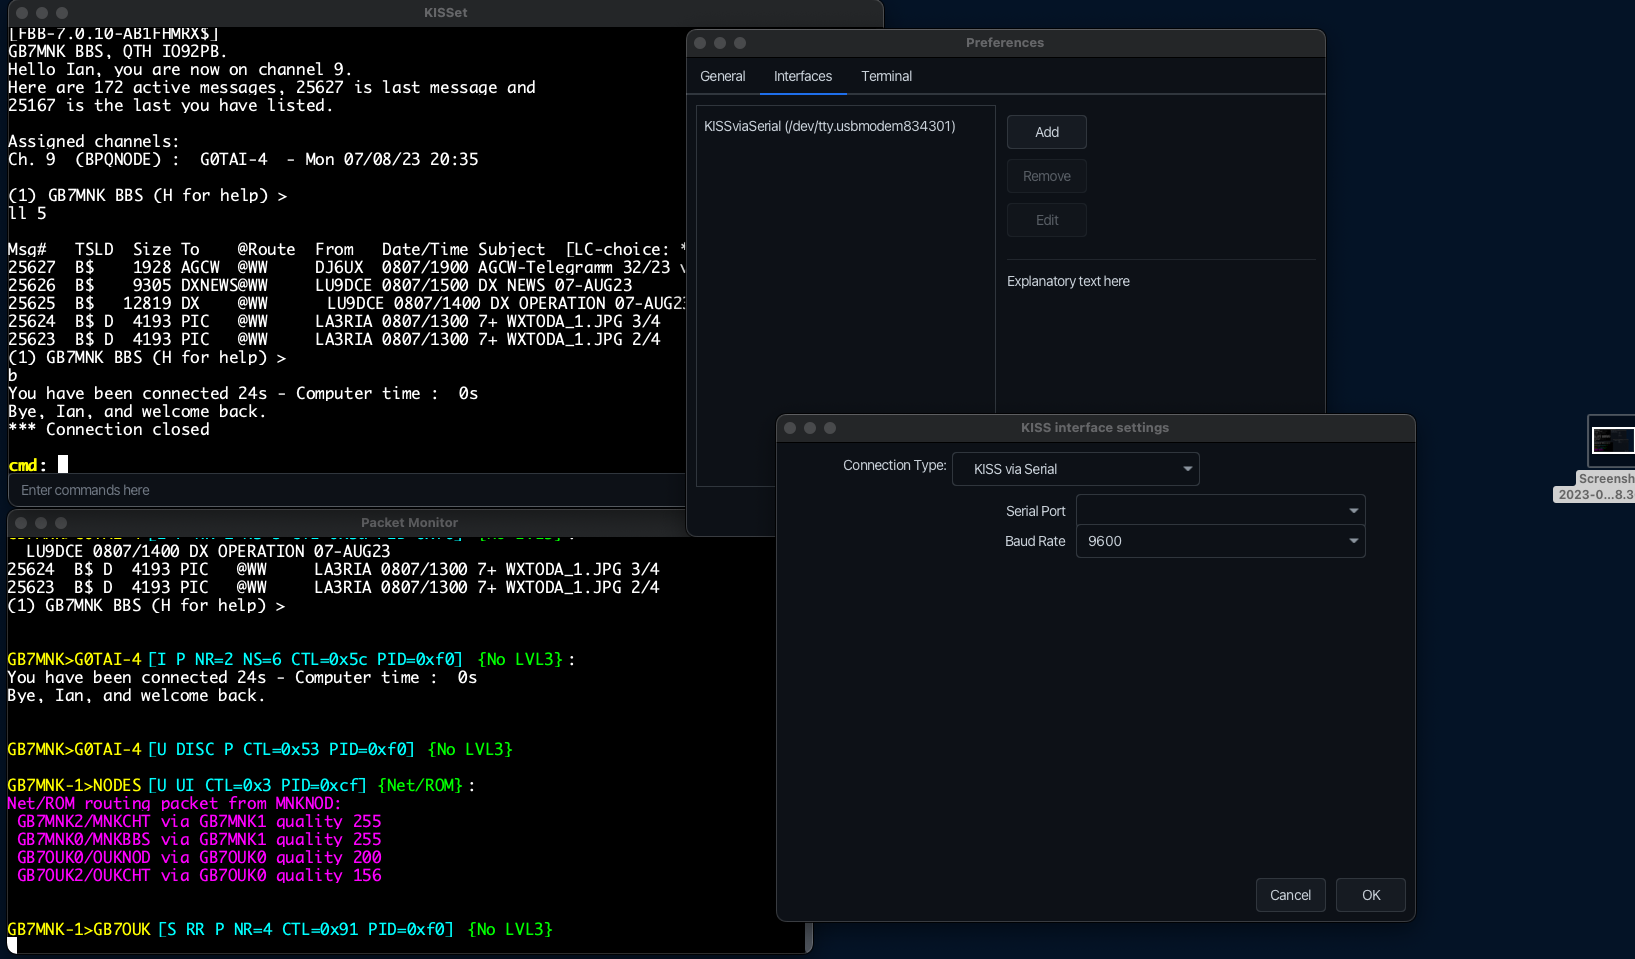 KISSet
[FBB-7.0.10-AB1FHMRX$]
GB7MNK BBS, QTH IO92PB.
Hello Ian, you are now on channel 9.
Here are 172 active messages, 25627 is last message and
25167 is the last you have listed.
Assigned channels:
Ch. 9  (BPQNODE) :  G0TAI-4  - Mon 07/08/23 20:35
(1) GB7MNK BBS (H for help) >
ll 5
Msg#   TSLD  Size To    @Route  From   Date/Time Subject  [LC-choice: *
25627  B$    1928 AGCW  @WW     DJ6UX  0807/1900 AGCW-Telegramm 32/23 v
25626  B$    9305 DXNEWS@WW     LU9DCE 0807/1500 DX NEWS 07-AUG23
25625  B$   12819 DX    @WW      LU9DCE 0807/1400 DX OPERATION 07-AUG23
25624  B$ D  4193 PIC   @WW     LA3RIA 0807/1300 7+ WXTODA_1.JPG 3/4
25623  B$ D  4193 PIC   @WW     LA3RIA 0807/1300 7+ WXTODA_1.JPG 2/4
(1) GB7MNK BBS (H for help) >
b
You have been connected 24s - Computer time :  0s
Bye, Ian, and welcome back.
*** Connection closed
cmd:
Enter commands here
Preferences
General Interfaces Terminal
KISSviaSerial (/dev/tty.usbmodem834301)
Add
Remove
Edit
Explanatory text here
KISS interface settings
Connection Type: KISS via Serial
Serial Port
Baud Rate 9600
Cancel OK
Packet Monitor
LU9DCE 0807/1400 DX OPERATION 07-AUG23
25624  B$ D  4193 PIC   @WW     LA3RIA 0807/1300 7+ WXTODA_1.JPG 3/4
25623  B$ D  4193 PIC   @WW     LA3RIA 0807/1300 7+ WXTODA_1.JPG 2/4
(1) GB7MNK BBS (H for help) >
GB7MNK>G0TAI-4 [I P NR=2 NS=6 CTL=0x5c PID=0xf0] {No LVL3}:
You have been connected 24s - Computer time :  0s
Bye, Ian, and welcome back.
GB7MNK>G0TAI-4 [U DISC P CTL=0x53 PID=0xf0] {No LVL3}
GB7MNK-1>NODES [U UI CTL=0x3 PID=0xcf] {Net/ROM}:
Net/ROM routing packet from MNKNOD:
GB7MNK2/MNKCHT via GB7MNK1 quality 255
GB7MNK0/MNKBBS via GB7MNK1 quality 255
GB7OUK0/OUKNOD via GB7OUK0 quality 200
GB7OUK2/OUKCHT via GB7OUK0 quality 156
GB7MNK-1>GB7OUK [S RR P NR=4 CTL=0x91 PID=0xf0] {No LVL3}
Screensh
2023-0...8.3